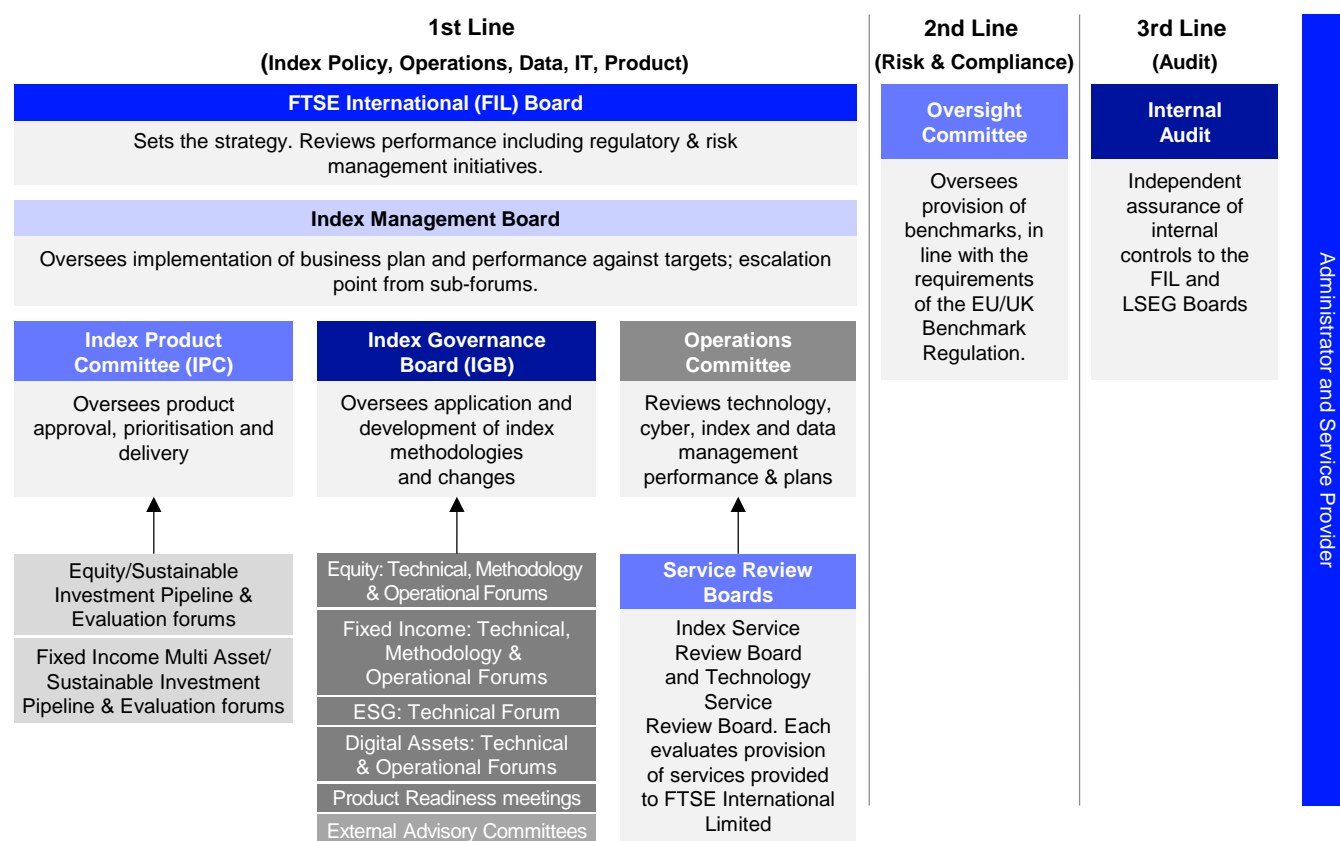 1st Line
(Index Policy, Operations, Data, IT, Product)
FTSE International (FIL) Board
Sets the strategy. Reviews performance including regulatory & risk
management initiatives.
Index Management Board
Oversees implementation of business plan and performance against targets; escalation
point from sub-forums.
Index Product
Committee (IPC)
Oversees product
approval, prioritisation and
delivery
Equity/Sustainable
Investment Pipeline &
Evaluation forums
Fixed Income Multi Asset/
Sustainable Investment
Pipeline & Evaluation forums
Index Governance
Board (IGB)
Oversees application and
development of index
methodologies
and changes
Equity: Technical, Methodology
& Operational Forums
Fixed Income: Technical,
Methodology &
Operational Forums
ESG: Technical Forum
Digital Assets: Technical
& Operational Forums
Product Readiness meetings
External Advisory Committees
Operations
Committee
Reviews technology,
cyber, index and data
management
performance & plans
Service Review
Boards
Index Service
Review Board
and Technology
Service
Review Board. Each
evaluates provision
of services provided
to FTSE International
Limited
2nd Line
(Risk & Compliance)
Oversight
Committee
Oversees
provision of
benchmarks, in
line with the
requirements
of the EU/UK
Benchmark
Regulation.
3rd Line
(Audit)
Internal
Audit
Independent
assurance of
internal
controls to the
FIL and
LSEG Boards
Administrator and Service Provider